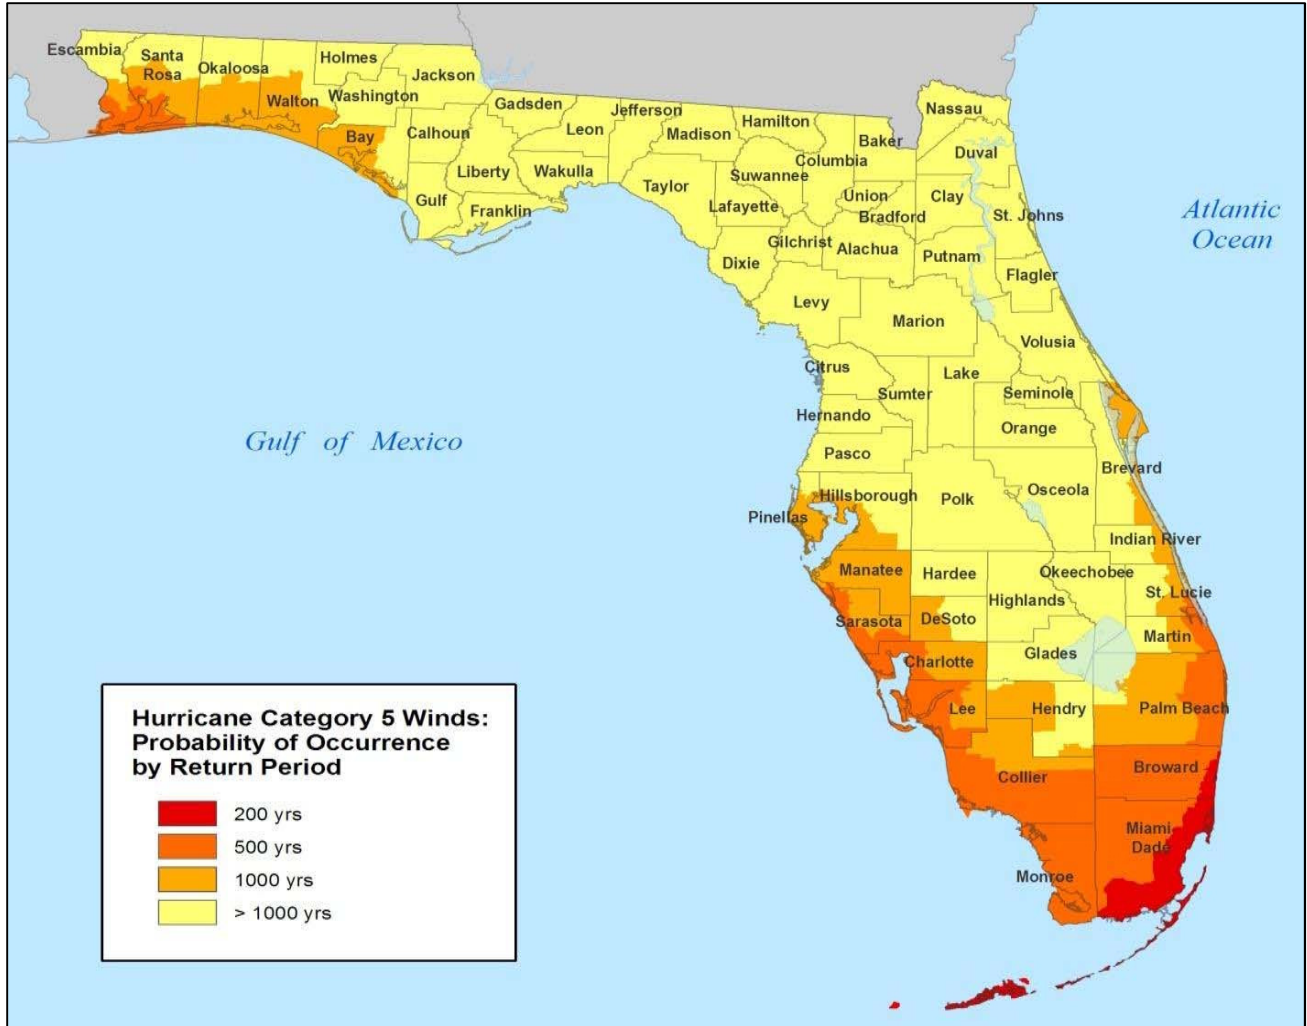 Escambia
Santa
Rosa
Okaloosa
Holmes
Jackson
Walton
Washington
Bay
Calhoun
Gadsden
Leon
Jefferson
Madison
Hamilton
Liberty
Wakulla
Gulf
Franklin
Taylor
Suwannee
Lafayette
Columbia
Baker
Nassau
Duval
Union
Bradford
Clay
St. Johns
Dixie
Gilchrist
Alachua
Putnam
Flagler
Levy
Marion
Volusia
Citrus
Sumter
Lake
Seminole
Hernando
Orange
Pasco
Brevard
Pinellas
Hillsborough
Polk
Osceola
Indian River
Manatee
Hardee
Okeechobee
Highlands
St. Lucie
Sarasota
DeSoto
Martin
Charlotte
Glades
Lee
Hendry
Palm Beach
Collier
Broward
Miami-
Dade
Monroe
Atlantic
Ocean
Gulf of Mexico
Hurricane Category 5 Winds:
Probability of Occurrence
by Return Period
200 yrs
500 yrs
1000 yrs
> 1000 yrs